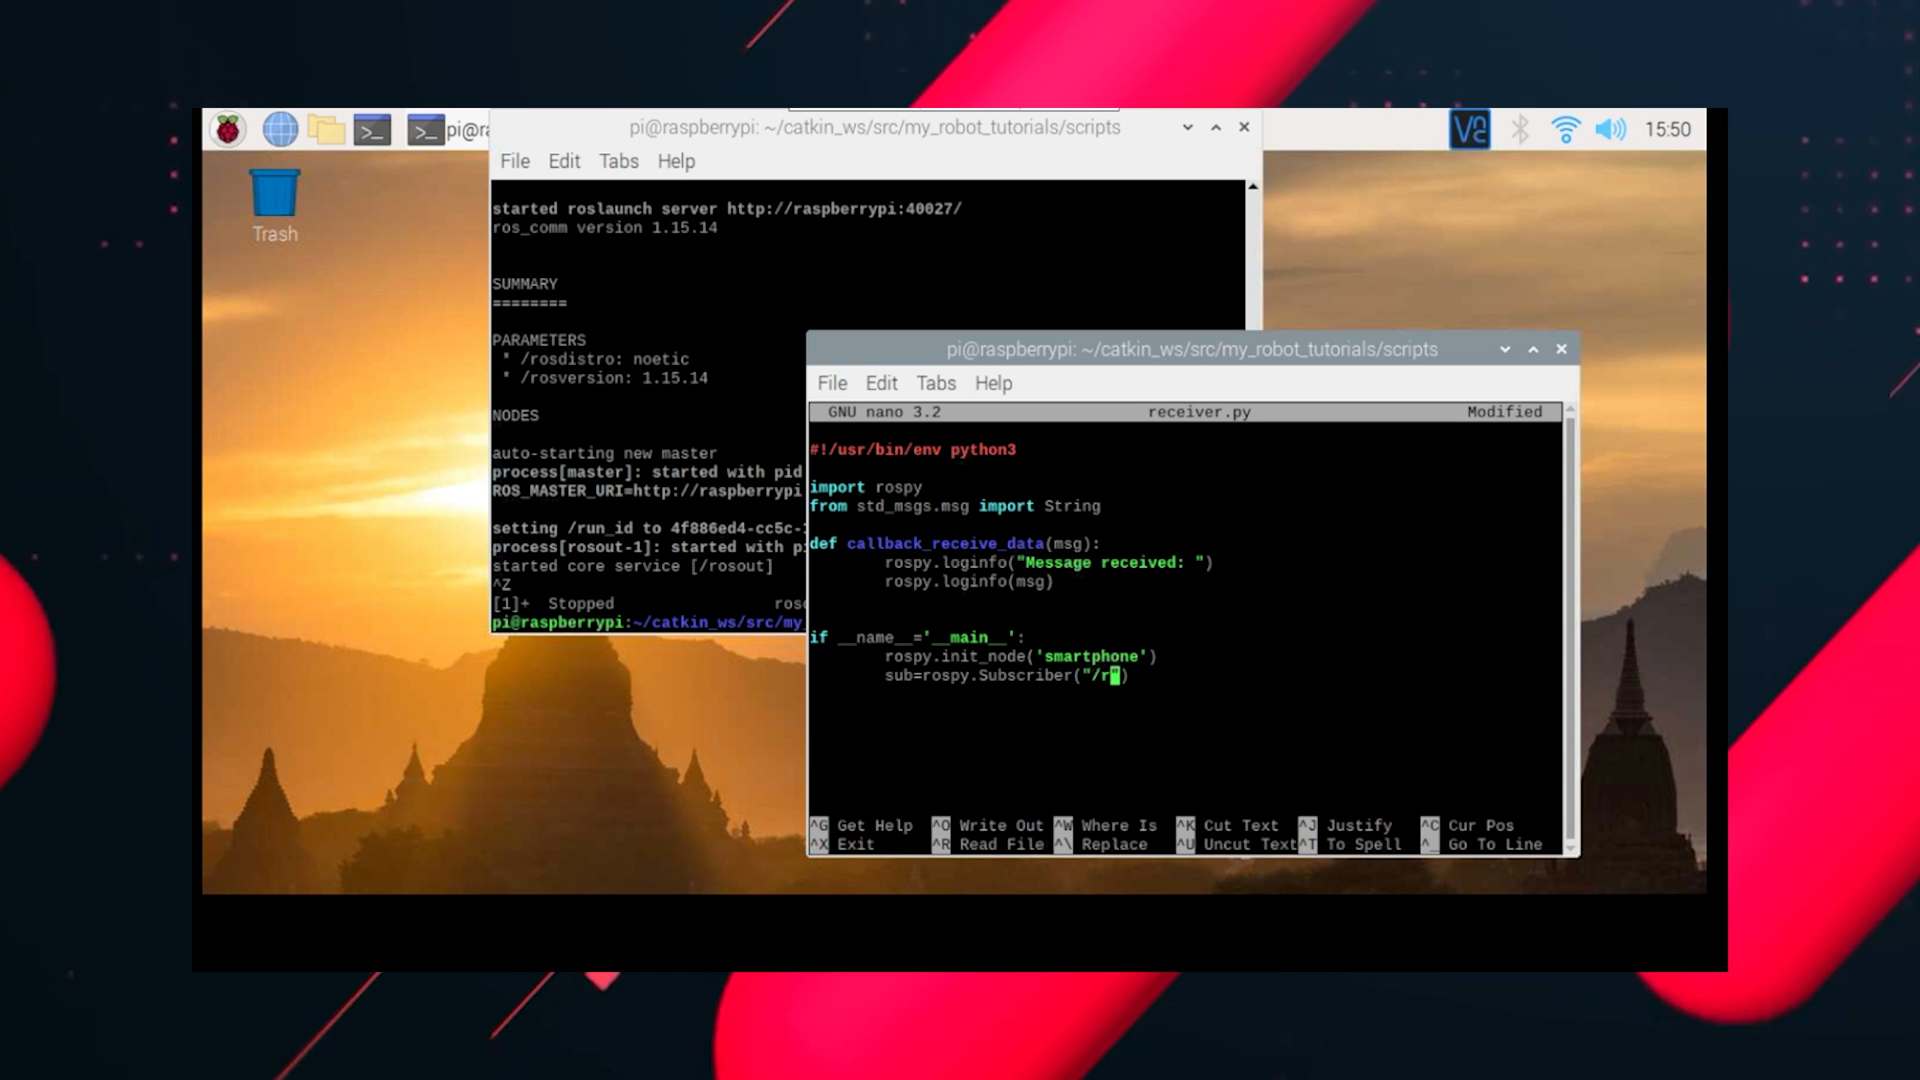 pi@ra
VNC
15:50
Trash
pi@raspberrypi: ~/catkin_ws/src/my_robot_tutorials/scripts
File Edit Tabs Help
started roslaunch server http://raspberrypi:40027/
ros_comm version 1.15.14
SUMMARY
========
PARAMETERS
* /rosdistro: noetic
* /rosversion: 1.15.14
NODES
auto-starting new master
process[master]: started with pid
ROS_MASTER_URI=http://raspberrypi
setting /run_id to 4f886ed4-cc5c-
process[rosout-1]: started with pi
started core service [/rosout]
^Z
[1]+  Stopped                 rosc
pi@raspberrypi:~/catkin_ws/src/my_
pi@raspberrypi: ~/catkin_ws/src/my_robot_tutorials/scripts
File Edit Tabs Help
GNU nano 3.2 receiver.py Modified
#!/usr/bin/env python3
import rospy
from std_msgs.msg import String
def callback_receive_data(msg):
        rospy.loginfo("Message received: ")
        rospy.loginfo(msg)
if __name__='__main__':
        rospy.init_node('smartphone')
        sub=rospy.Subscriber("/r")
^G Get Help ^O Write Out ^W Where Is ^K Cut Text ^J Justify ^C Cur Pos
^X Exit ^R Read File ^\ Replace ^U Uncut Text ^T To Spell ^_ Go To Line